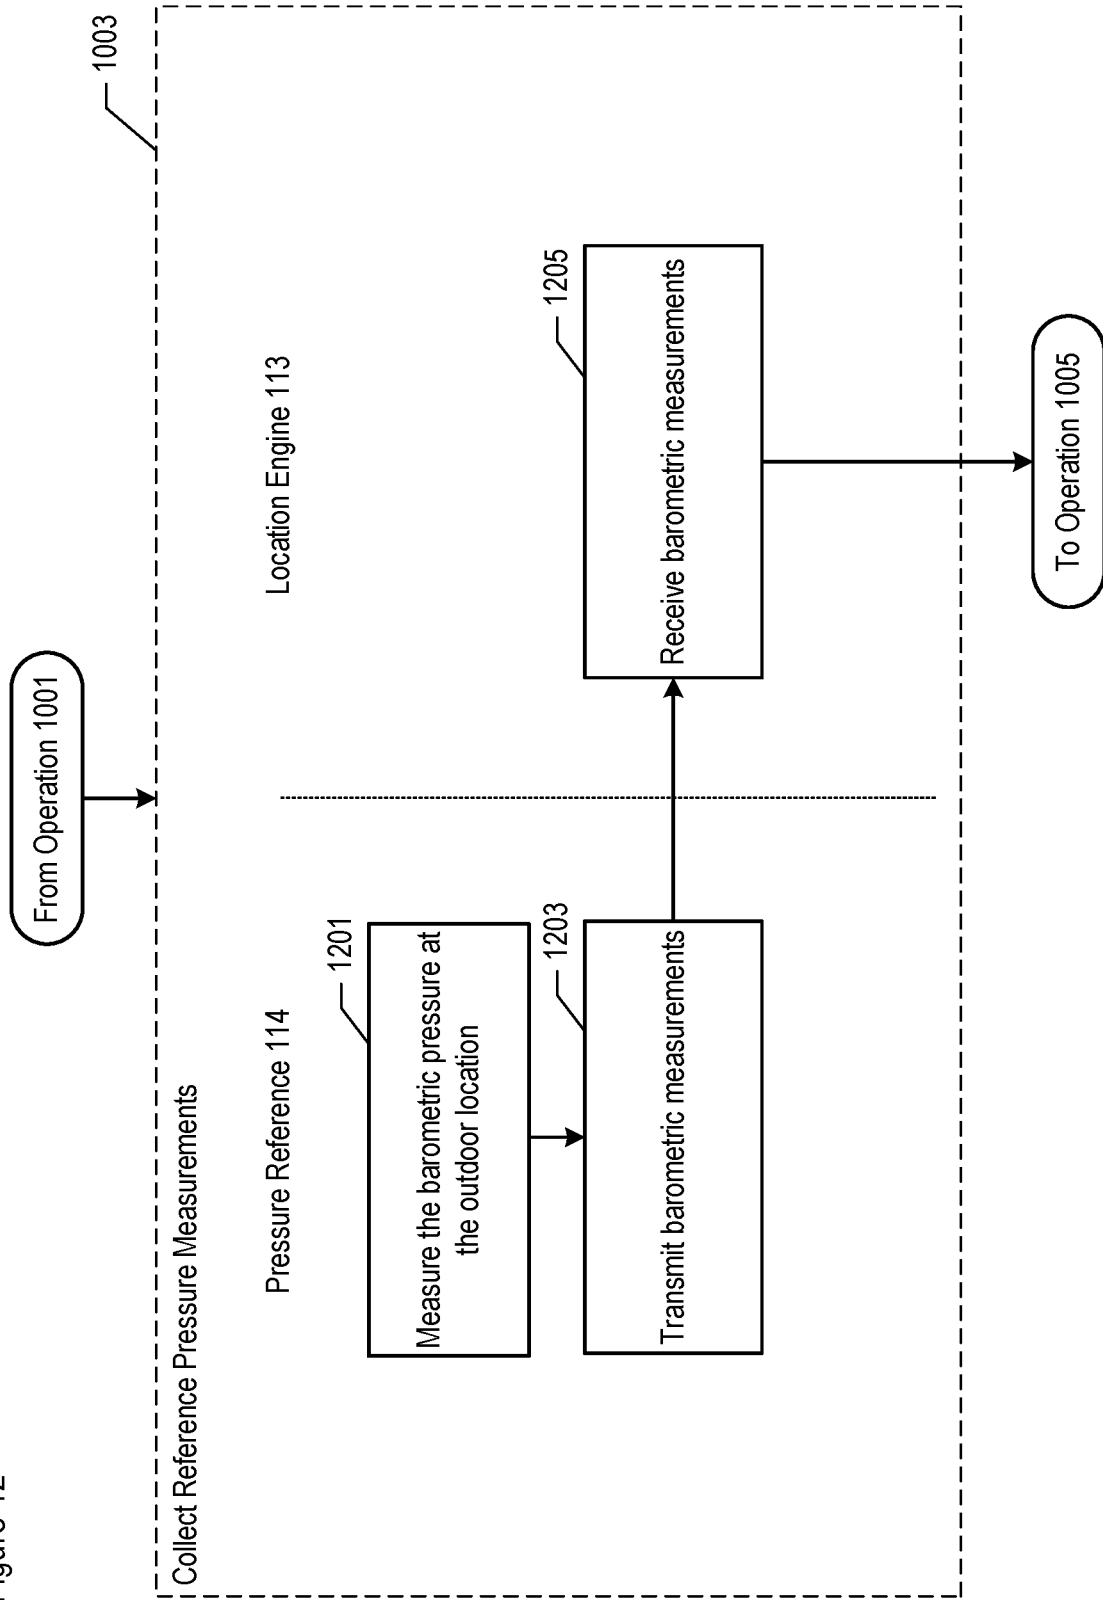 Figure 12
From Operation 1001
1003
Collect Reference Pressure Measurements
Pressure Reference 114
Location Engine 113
1201
Measure the barometric pressure at
the outdoor location
1203
Transmit barometric measurements
1205
Receive barometric measurements
To Operation 1005